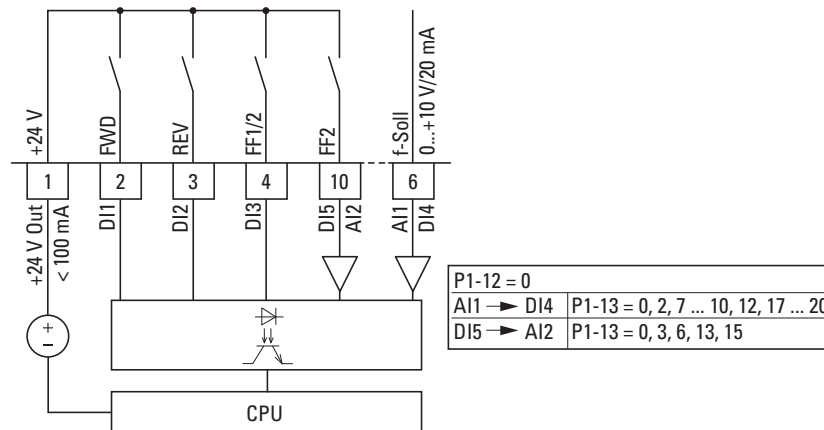 +24 V
FWD
REV
FF1/2
FF2
f-Soll
0...+10 V/20 mA
1
2
3
4
10
6
+24 V Out
< 100 mA
DI1
DI2
DI3
DI5
AI2
AI1
DI4
+
−
CPU
P1-12 = 0
AI1 → DI4 P1-13 = 0, 2, 7 ... 10, 12, 17 ... 20
DI5 → AI2 P1-13 = 0, 3, 6, 13, 15